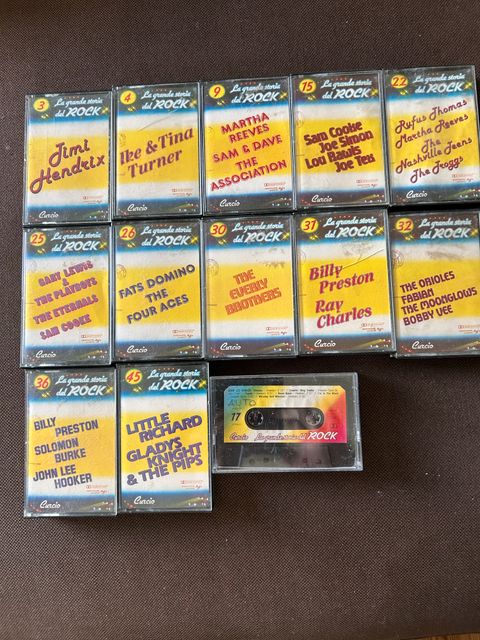 3
La grande storia
del ROCK
Jimi
Hendrix
Curcio
4
La grande storia
del ROCK
Ike & Tina
Turner
Curcio
9
La grande storia
del ROCK
MARTHA
REEVES
SAM & DAVE
THE
ASSOCIATION
Curcio
15
La grande storia
del ROCK
Sam Cooke
Joe Simon
Lou Rawls
Joe Tex
Curcio
22
La grande storia
del ROCK
Rufus Thomas
Martha Reeves
The
Nashville Teens
The Troggs
Curcio
25
La grande storia
del ROCK
GARY LEWIS
&
THE PLAYBOYS
THE ETERNALS
SAM COOKE
Curcio
26
La grande storia
del ROCK
FATS DOMINO
THE
FOUR ACES
Curcio
30
La grande storia
del ROCK
THE
EVERLY
BROTHERS
Curcio
31
La grande storia
del ROCK
Billy
Preston
Ray
Charles
Curcio
32
La grande storia
del ROCK
THE ORIOLES
FABIAN
THE MOONGLOWS
BOBBY VEE
Curcio
36
La grande storia
del ROCK
BILLY
PRESTON
SOLOMON
BURKE
JOHN LEE
HOOKER
Curcio
45
La grande storia
del ROCK
LITTLE
RICHARD
GLADYS
KNIGHT
& THE PIPS
Curcio
17
Curcio La grande storia del ROCK